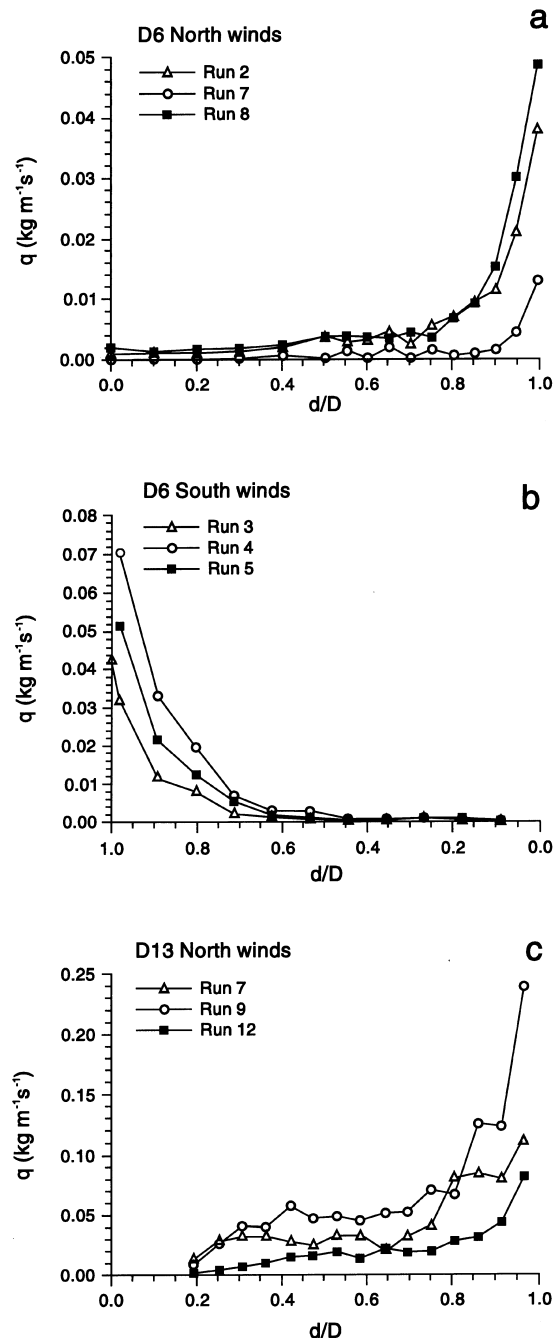 a
D6 North winds
Run 2
Run 7
Run 8
0.05
0.04
0.03
0.02
0.01
0.00
q (kg m⁻¹s⁻¹)
0.0 0.2 0.4 0.6 0.8 1.0
d/D
b
D6 South winds
Run 3
Run 4
Run 5
0.08
0.07
0.06
0.05
0.04
0.03
0.02
0.01
0.00
q (kg m⁻¹s⁻¹)
1.0 0.8 0.6 0.4 0.2 0.0
d/D
c
D13 North winds
Run 7
Run 9
Run 12
0.25
0.20
0.15
0.10
0.05
0.00
q (kg m⁻¹s⁻¹)
0.0 0.2 0.4 0.6 0.8 1.0
d/D